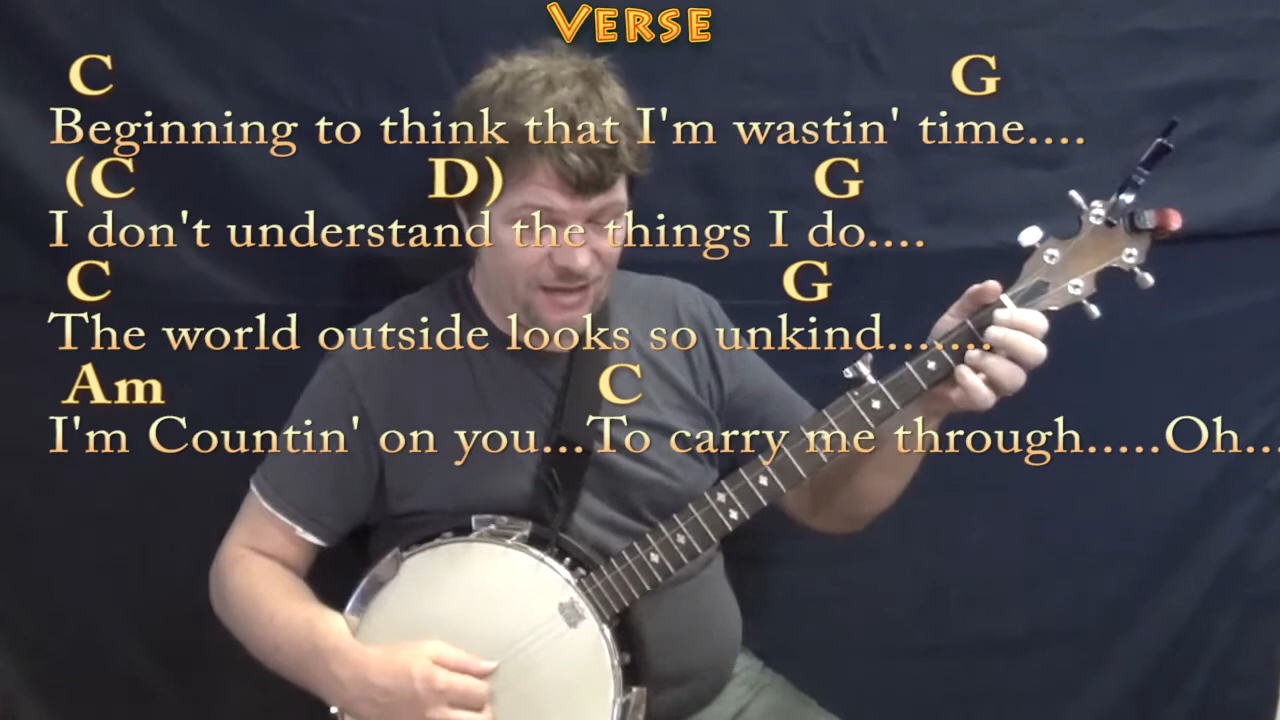 VERSE
C G
Beginning to think that I'm wastin' time....
(C D) G
I don't understand the things I do....
C G
The world outside looks so unkind.......
Am C
I'm Countin' on you...To carry me through.....Oh...